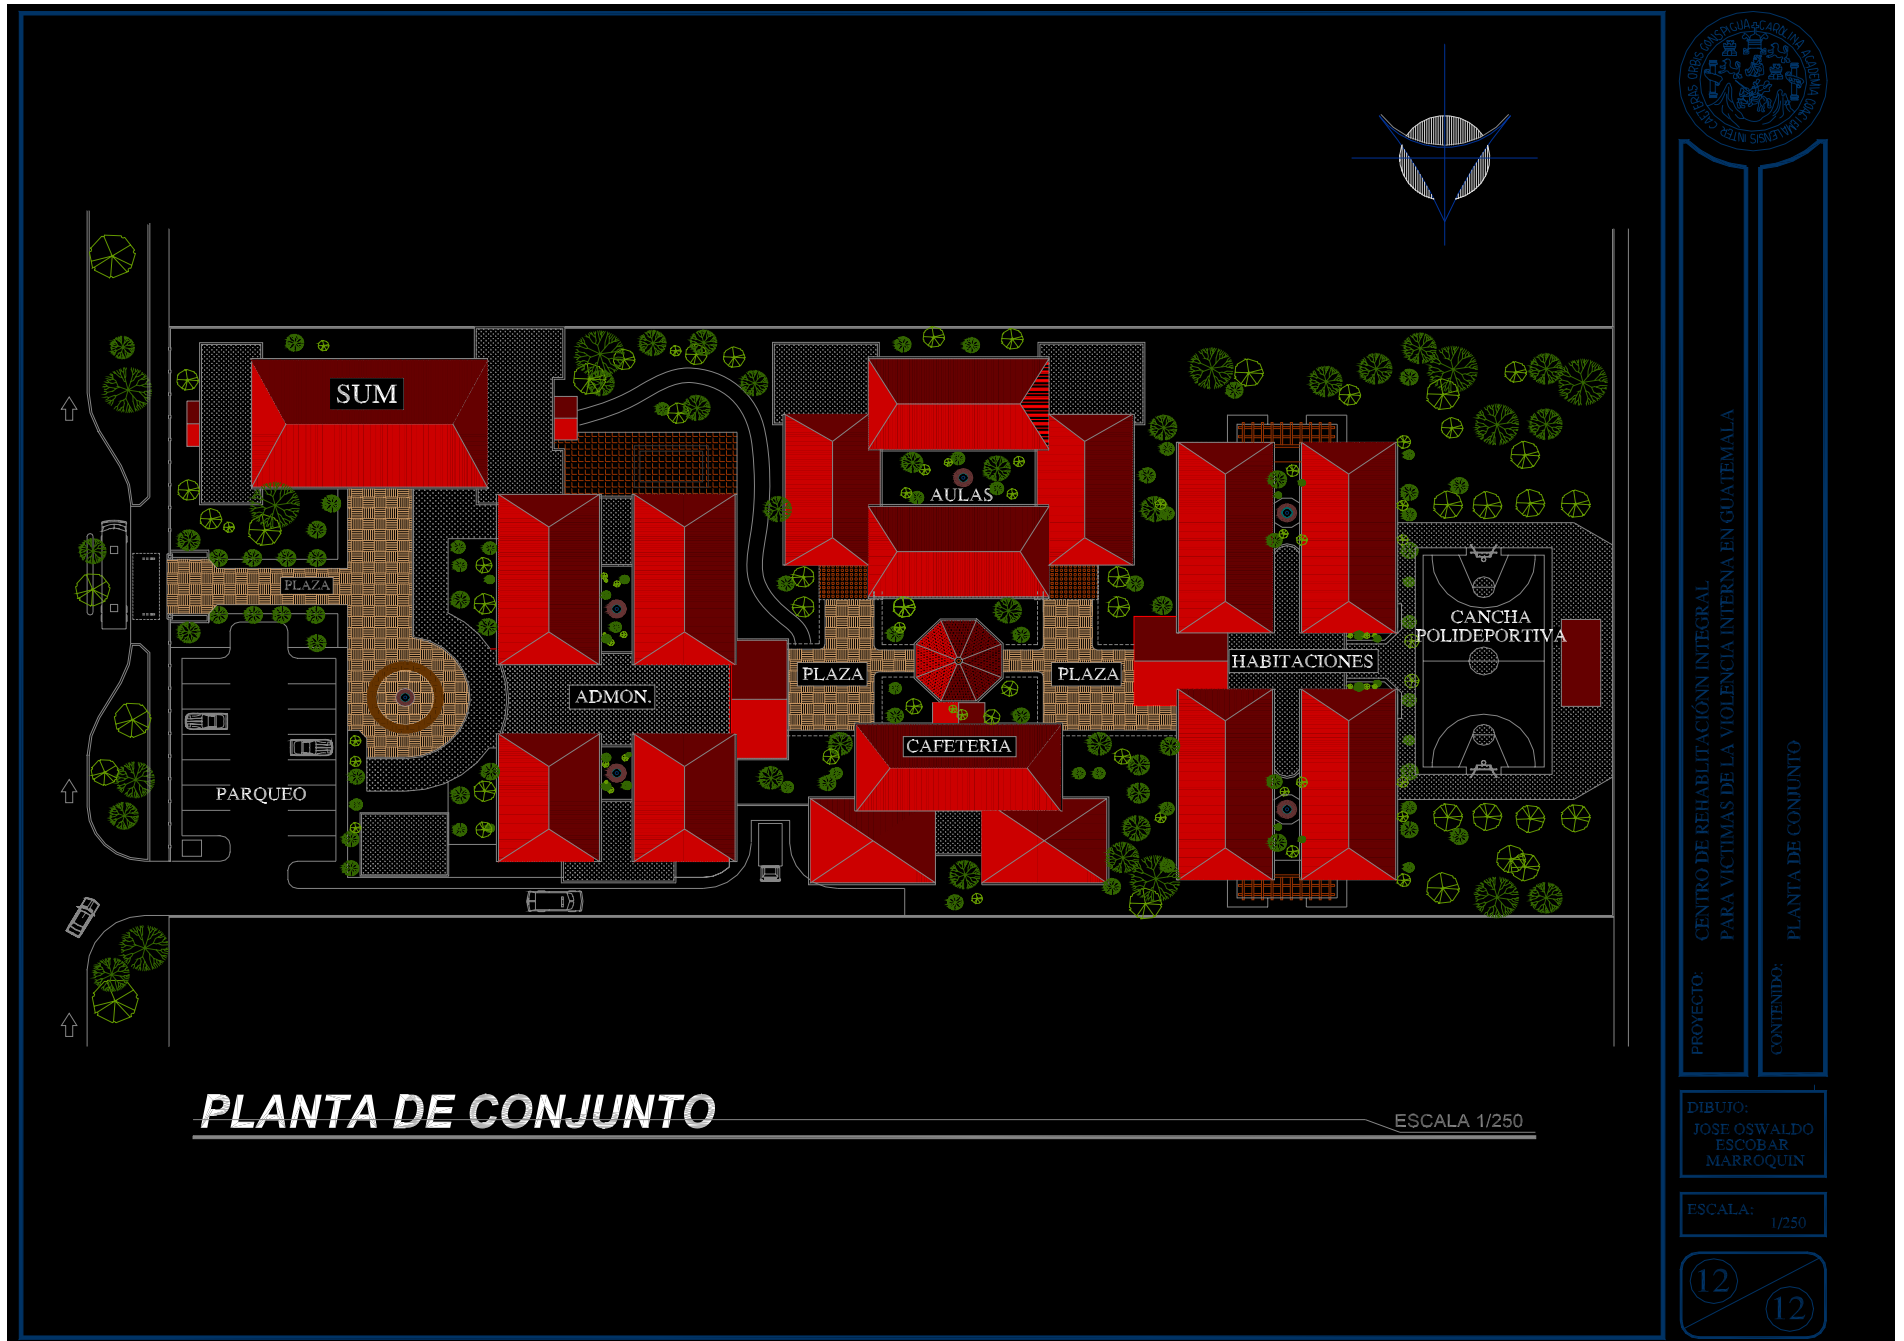 SUM
AULAS
PLAZA
CANCHA
POLIDEPORTIVA
HABITACIONES
PLAZA
PLAZA
ADMON.
CAFETERIA
PARQUEO
PLANTA DE CONJUNTO
ESCALA 1/250
PROYECTO:
CENTRO DE REHABLITACIÓNN INTEGRAL
PARA VICTIMAS DE LA VIOLENCIA INTERNA EN GUATEMALA
CONTENIDO:
PLANTA DE CONJUNTO
DIBUJO:
JOSE OSWALDO
ESCOBAR
MARROQUIN
ESCALA:
1/250
12
12